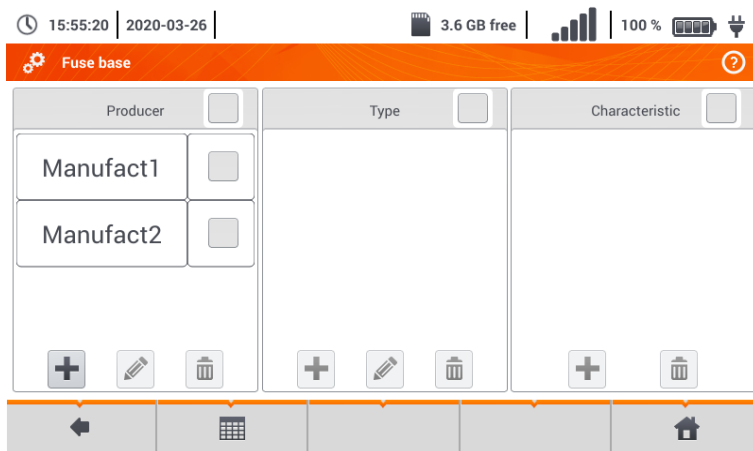 15:55:20 2020-03-26 3.6 GB free 100 %
Fuse base ?
Producer Type Characteristic
Manufact1
Manufact2